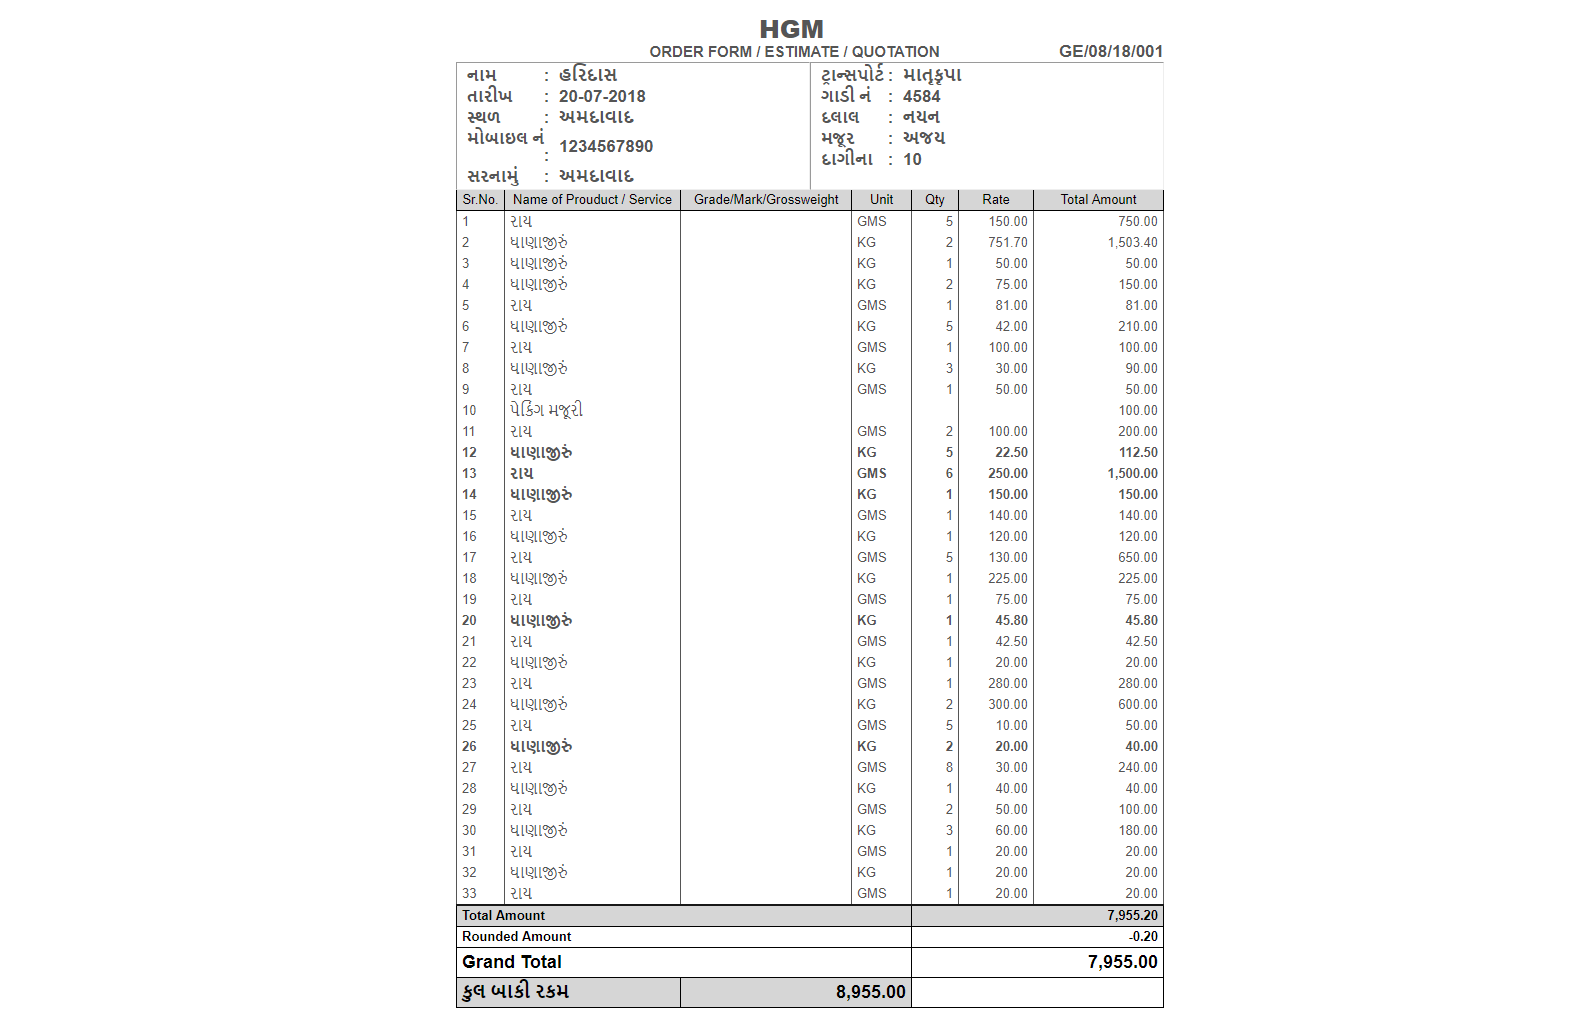 HGM
ORDER FORM / ESTIMATE / QUOTATION GE/08/18/001
નામ : હરિદાસ ટ્રાન્સપોર્ટ : માતૃકૃપા
તારીખ : 20-07-2018 ગાડી નં : 4584
સ્થળ : અમદાવાદ દલાલ : નયન
મોબાઇલ નં : 1234567890 મજૂર : અજય
દાગીના : 10
સરનામું : અમદાવાદ
Sr.No. Name of Prouduct / Service Grade/Mark/Grossweight Unit Qty Rate Total Amount
1 રાય GMS 5 150.00 750.00
2 ધાણાજીરું KG 2 751.70 1,503.40
3 ધાણાજીરું KG 1 50.00 50.00
4 ધાણાજીરું KG 2 75.00 150.00
5 રાય GMS 1 81.00 81.00
6 ધાણાજીરું KG 5 42.00 210.00
7 રાય GMS 1 100.00 100.00
8 ધાણાજીરું KG 3 30.00 90.00
9 રાય GMS 1 50.00 50.00
10 પેકિંગ મજૂરી 100.00
11 રાય GMS 2 100.00 200.00
12 ધાણાજીરું KG 5 22.50 112.50
13 રાય GMS 6 250.00 1,500.00
14 ધાણાજીરું KG 1 150.00 150.00
15 રાય GMS 1 140.00 140.00
16 ધાણાજીરું KG 1 120.00 120.00
17 રાય GMS 5 130.00 650.00
18 ધાણાજીરું KG 1 225.00 225.00
19 રાય GMS 1 75.00 75.00
20 ધાણાજીરું KG 1 45.80 45.80
21 રાય GMS 1 42.50 42.50
22 ધાણાજીરું KG 1 20.00 20.00
23 રાય GMS 1 280.00 280.00
24 ધાણાજીરું KG 2 300.00 600.00
25 રાય GMS 5 10.00 50.00
26 ધાણાજીરું KG 2 20.00 40.00
27 રાય GMS 8 30.00 240.00
28 ધાણાજીરું KG 1 40.00 40.00
29 રાય GMS 2 50.00 100.00
30 ધાણાજીરું KG 3 60.00 180.00
31 રાય GMS 1 20.00 20.00
32 ધાણાજીરું KG 1 20.00 20.00
33 રાય GMS 1 20.00 20.00
Total Amount 7,955.20
Rounded Amount -0.20
Grand Total 7,955.00
કુલ બાકી રકમ 8,955.00